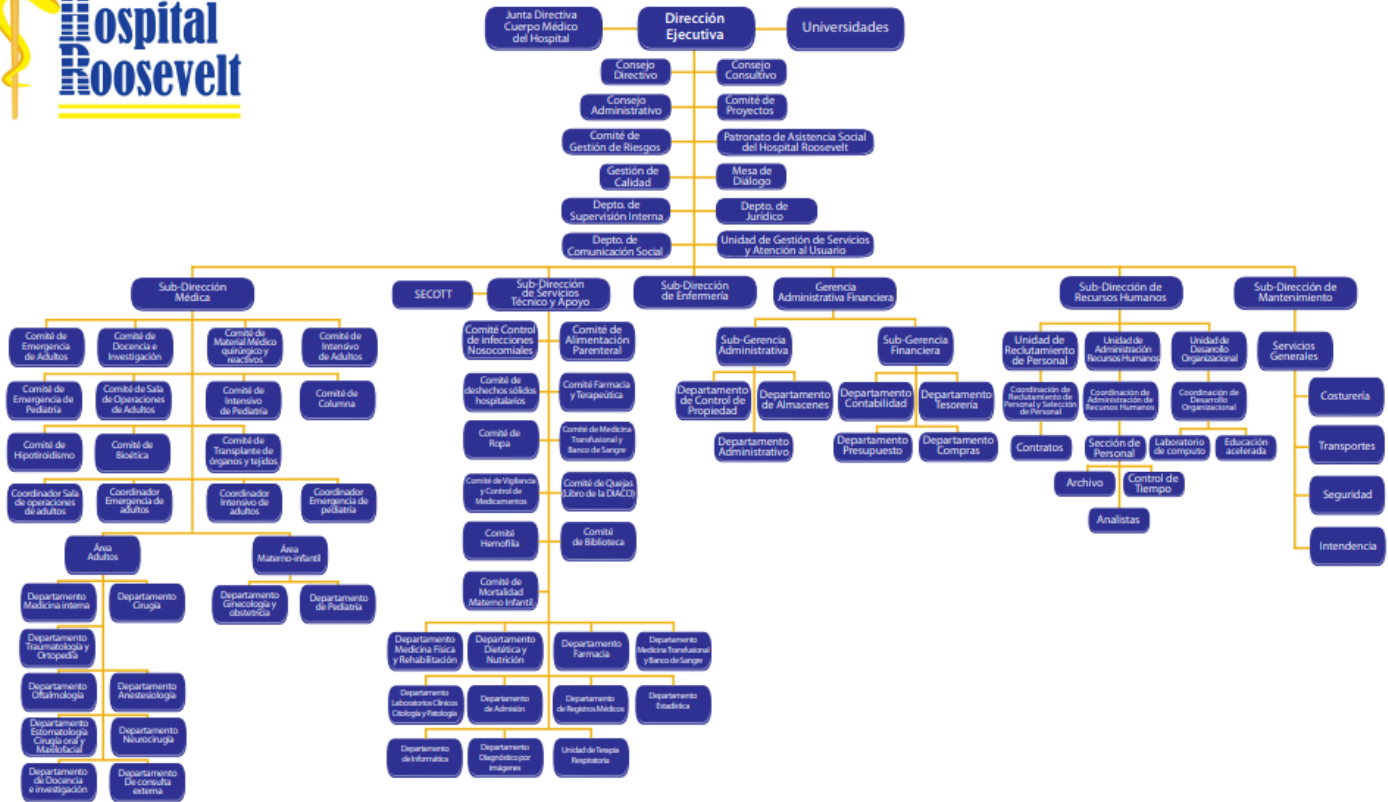 Hospital
Roosevelt
Junta Directiva
Cuerpo Médico
del Hospital
Dirección
Ejecutiva
Universidades
Consejo
Directivo
Consejo
Consultivo
Consejo
Administrativo
Comité de
Proyectos
Comité de
Gestión de Riesgos
Patronato de Asistencia Social
del Hospital Roosevelt
Gestión de
Calidad
Mesa de
Diálogo
Depto. de
Supervisión Interna
Depto. de
Jurídico
Depto. de
Comunicación Social
Unidad de Gestión de Servicios
y Atención al Usuario
Sub-Dirección
Médica
SECOTT
Sub-Dirección
de Servicios
Técnico y Apoyo
Sub-Dirección
de Enfermería
Gerencia
Administrativa Financiera
Sub-Dirección de
Recursos Humanos
Sub-Dirección de
Mantenimiento
Comité de
Emergencia
de Adultos
Comité de
Docencia e
Investigación
Comité de
Material Médico
quirúrgico y
reactivos
Comité de
Intensivo
de Adultos
Comité de
Emergencia de
Pediatría
Comité de Sala
de Operaciones
de Adultos
Comité de
Intensivo
de Pediatría
Comité de
Columna
Comité de
Hipotiroidismo
Comité de
Bioética
Comité de
Transplante de
órganos y tejidos
Coordinador Sala
de operaciones
de adultos
Coordinador
Emergencia de
adultos
Coordinador
Intensivo de
adultos
Coordinador
Emergencia de
pediatría
Área
Adultos
Área
Materno-infantil
Departamento
Medicina interna
Departamento
Cirugía
Departamento
Ginecología y
obstetricia
Departamento
de Pediatría
Departamento
Traumatología y
Ortopedia
Departamento
Oftalmología
Departamento
Anestesiología
Departamento
Estomatología
Cirugía oral y
Maxilofacial
Departamento
Neurocirugía
Departamento
de Docencia
e investigación
Departamento
De consulta
externa
Comité Control
de infecciones
Nosocomiales
Comité de
Alimentación
Parenteral
Comité de
deshechos sólidos
hospitalarios
Comité Farmacia
y Terapeútica
Comité de
Ropa
Comité de Medicina
Transfusional y
Banco de Sangre
Comité de Vigilancia
y Control de
Medicamentos
Comité de Quejas
(Libro de la DIACO)
Comité
Hemofilia
Comité
de Biblioteca
Comité de
Mortalidad
Materno Infantil
Departamento
Medicina Física
y Rehabilitación
Departamento
Dietética y
Nutrición
Departamento
Farmacia
Departamento
Medicina Transfusional
y Banco de Sangre
Departamento
Laboratorios Clínicos
Citología y Patología
Departamento
de Admisión
Departamento
de Registros Médicos
Departamento
Estadística
Departamento
de Informática
Departamento
Diagnóstico por
imágenes
Unidad de Terapia
Respiratoria
Sub-Gerencia
Administrativa
Sub-Gerencia
Financiera
Departamento
de Control de
Propiedad
Departamento
de Almacenes
Departamento
Contabilidad
Departamento
Tesorería
Departamento
Administrativo
Departamento
Presupuesto
Departamento
Compras
Unidad de
Reclutamiento
de Personal
Unidad de
Administración
Recursos Humanos
Unidad de
Desarrollo
Organizacional
Coordinación de
Reclutamiento de
Personal y Selección
de Personal
Coordinación de
Administración de
Recursos Humanos
Coordinación de
Desarrollo
Organizacional
Contratos
Sección de
Personal
Laboratorio
de computo
Educación
acelerada
Archivo
Control de
Tiempo
Analistas
Servicios
Generales
Costurería
Transportes
Seguridad
Intendencia